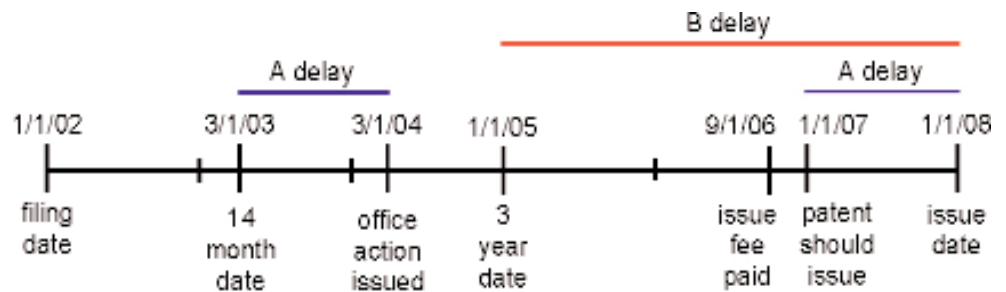 B delay
A delay
A delay
1/1/02
3/1/03
3/1/04
1/1/05
9/1/06
1/1/07
1/1/08
filing
date
14
month
date
office
action
issued
3
year
date
issue
fee
paid
patent
should
issue
issue
date